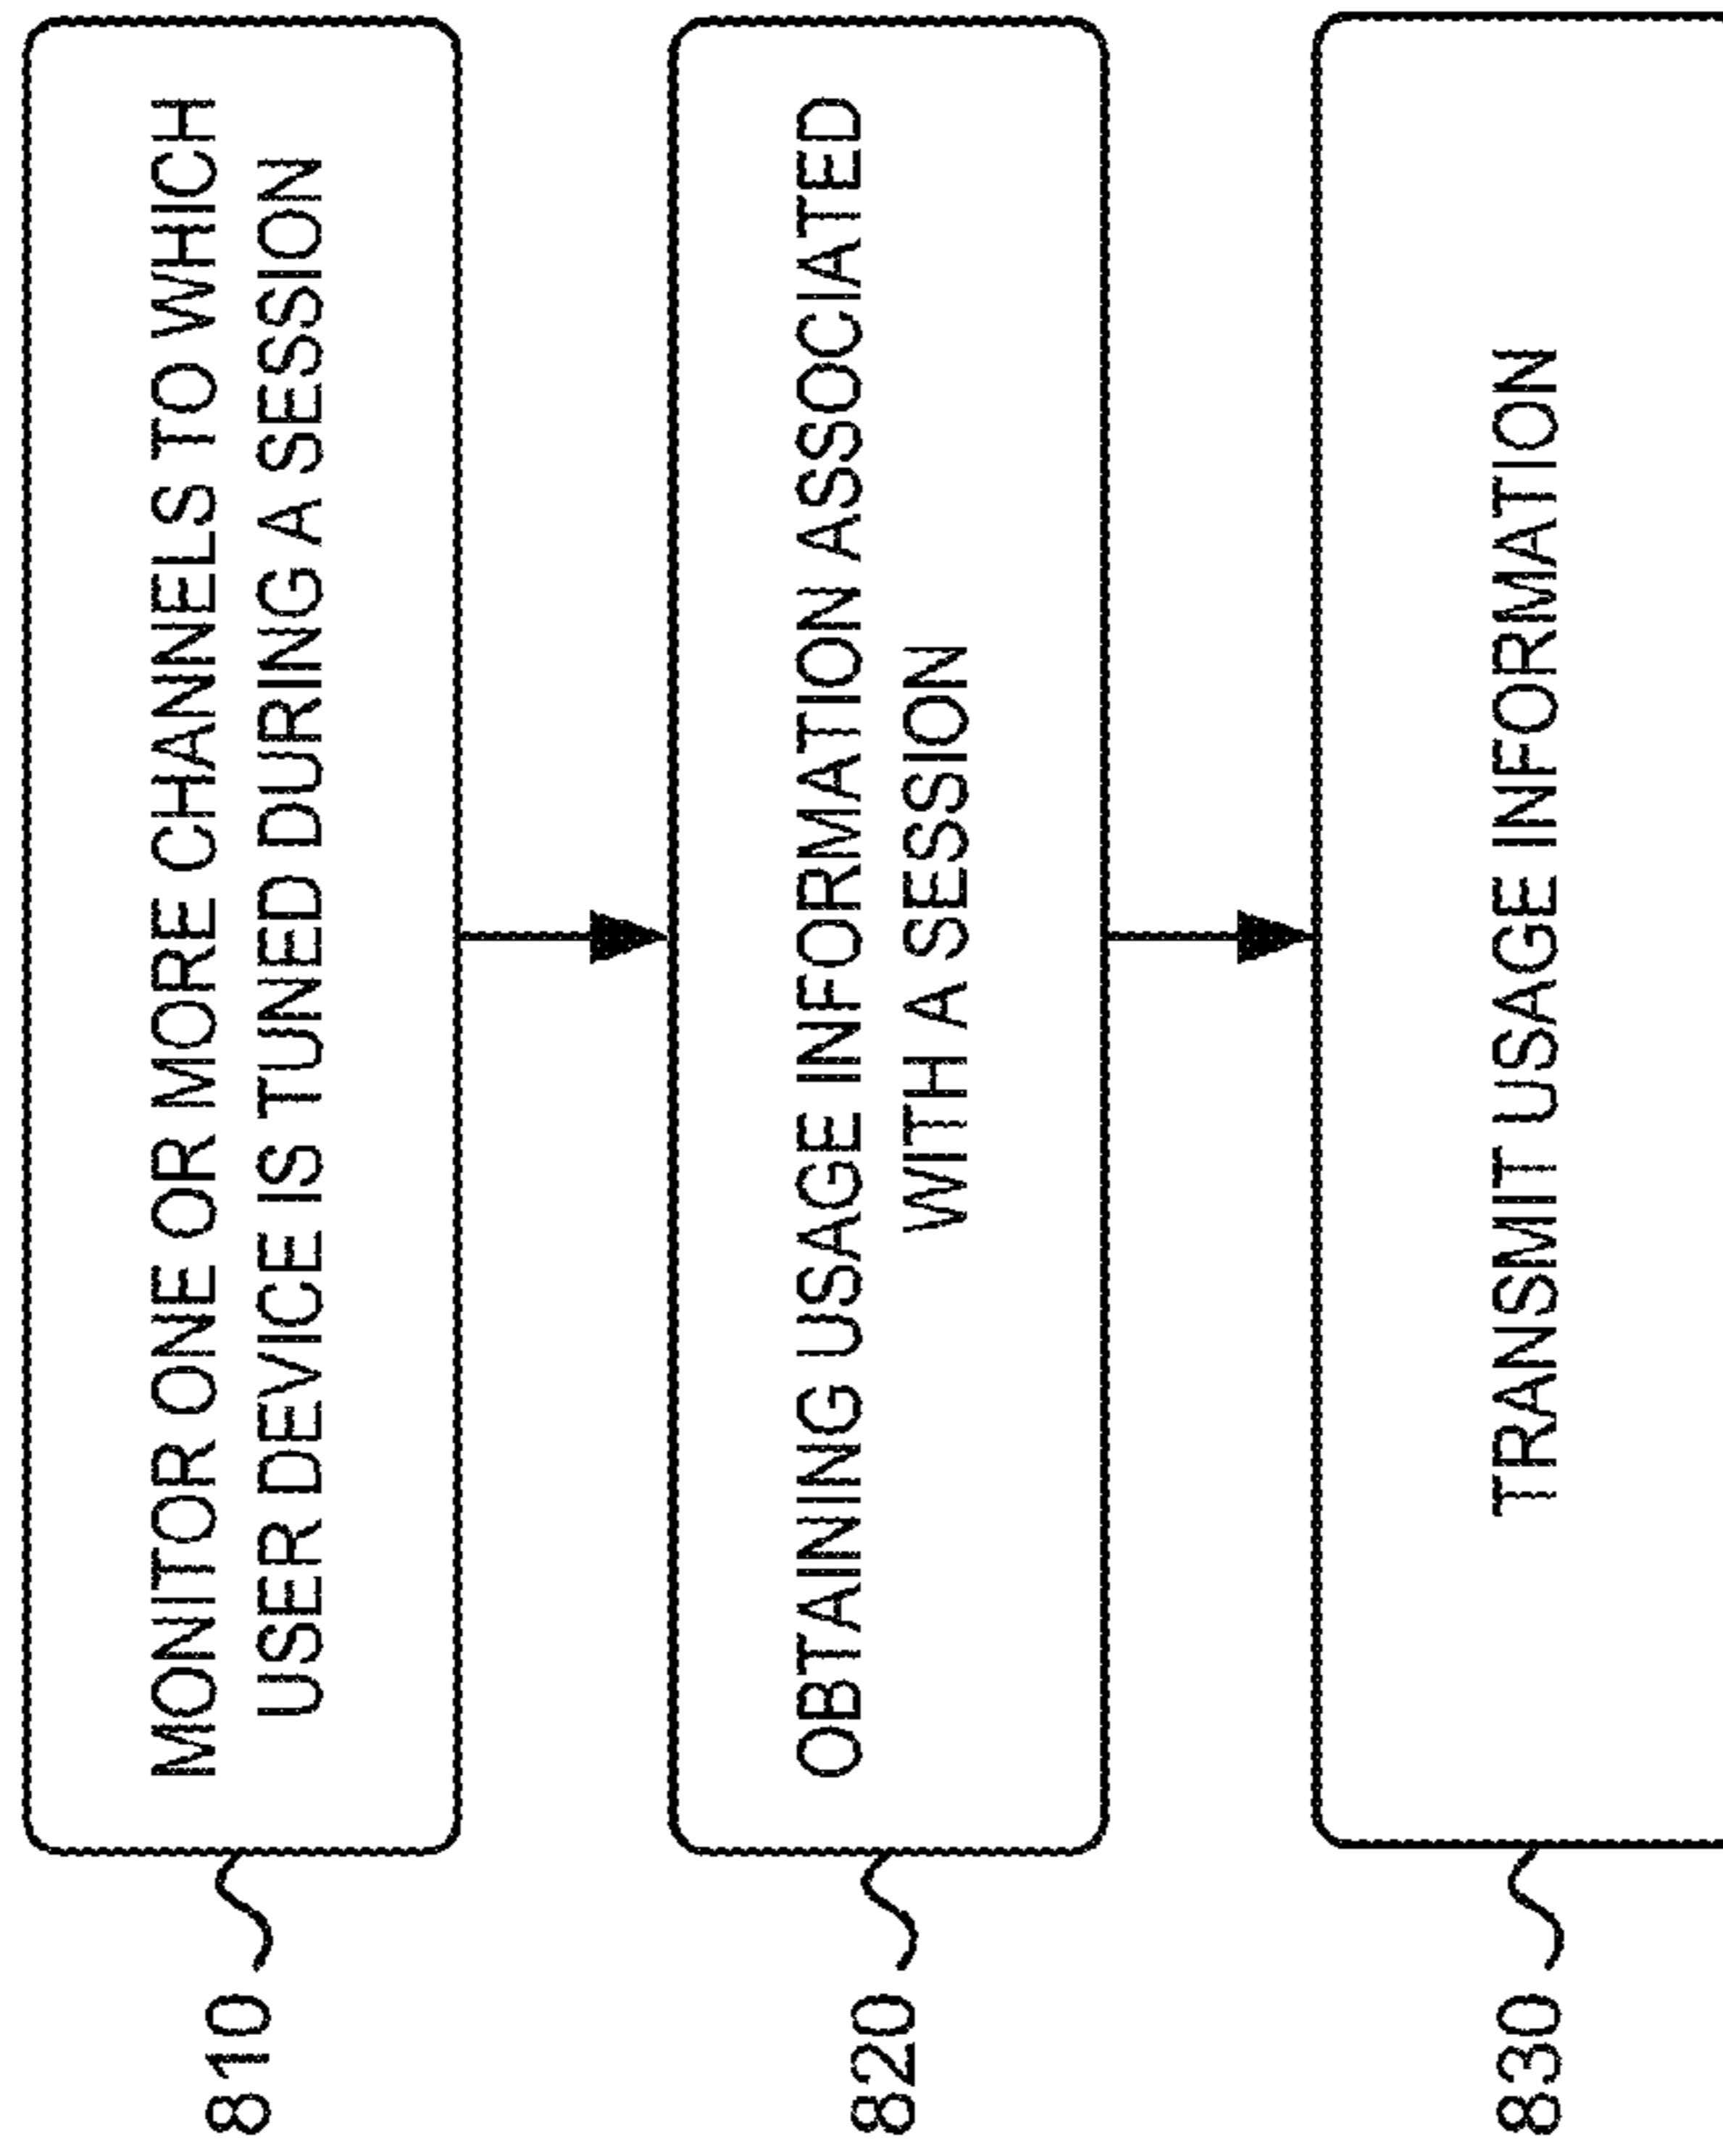 810
MONITOR ONE OR MORE CHANNELS TO WHICH
USER DEVICE IS TUNED DURING A SESSION
820
OBTAINING USAGE INFORMATION ASSOCIATED
WITH A SESSION
830
TRANSMIT USAGE INFORMATION